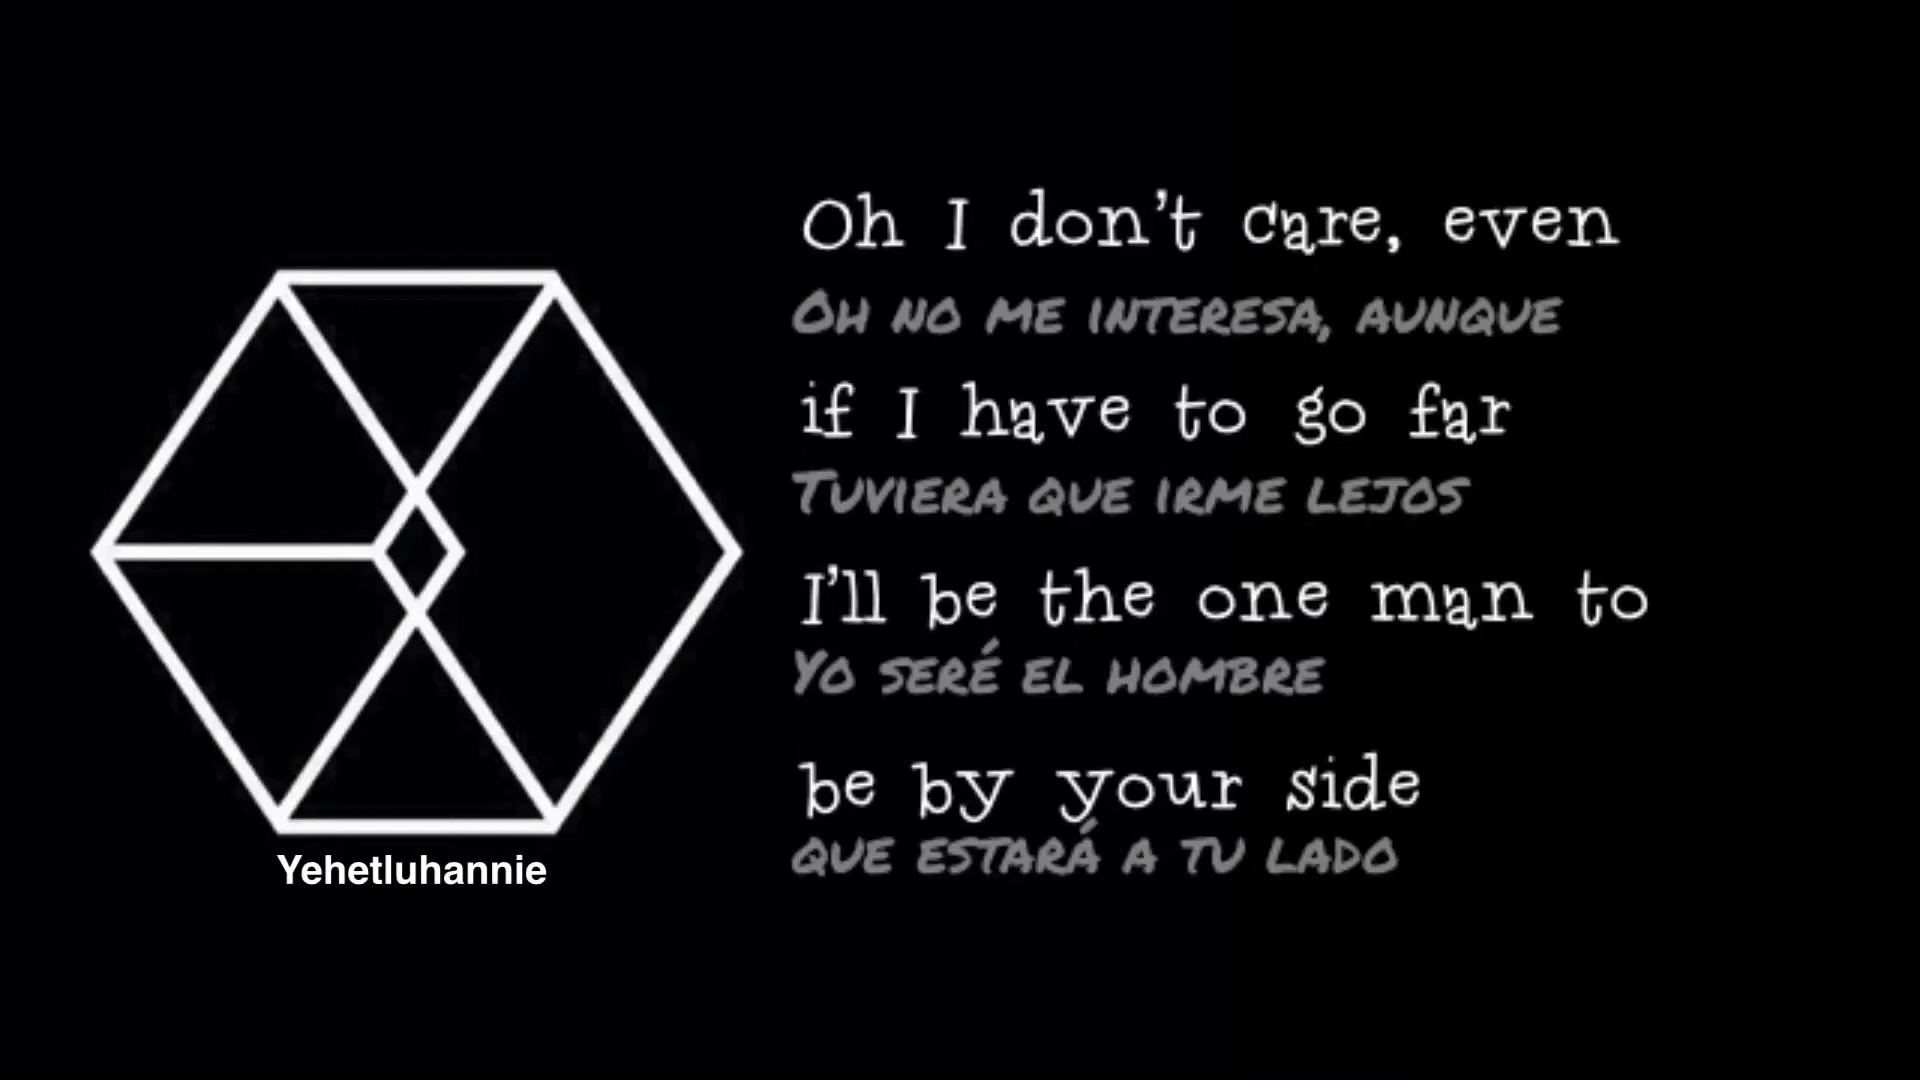 Oh I don't care, even
Oh no me interesa, aunque
if I have to go far
Tuviera que irme lejos
I'll be the one man to
Yo seré el hombre
be by your side
que estará a tu lado
Yehetluhannie